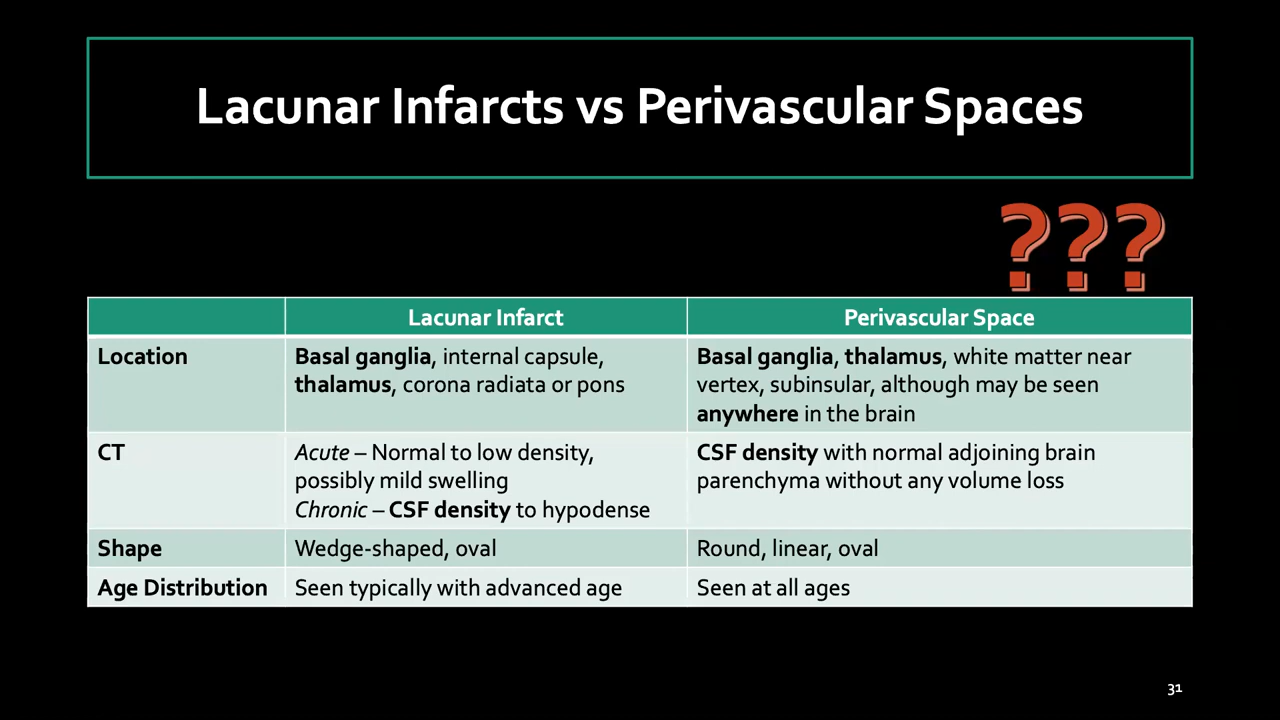 Lacunar Infarcts vs Perivascular Spaces
???
Lacunar Infarct
Perivascular Space
Location
Basal ganglia, internal capsule,
thalamus, corona radiata or pons
Basal ganglia, thalamus, white matter near
vertex, subinsular, although may be seen
anywhere in the brain
CT
Acute – Normal to low density,
possibly mild swelling
Chronic – CSF density to hypodense
CSF density with normal adjoining brain
parenchyma without any volume loss
Shape
Wedge-shaped, oval
Round, linear, oval
Age Distribution
Seen typically with advanced age
Seen at all ages
31